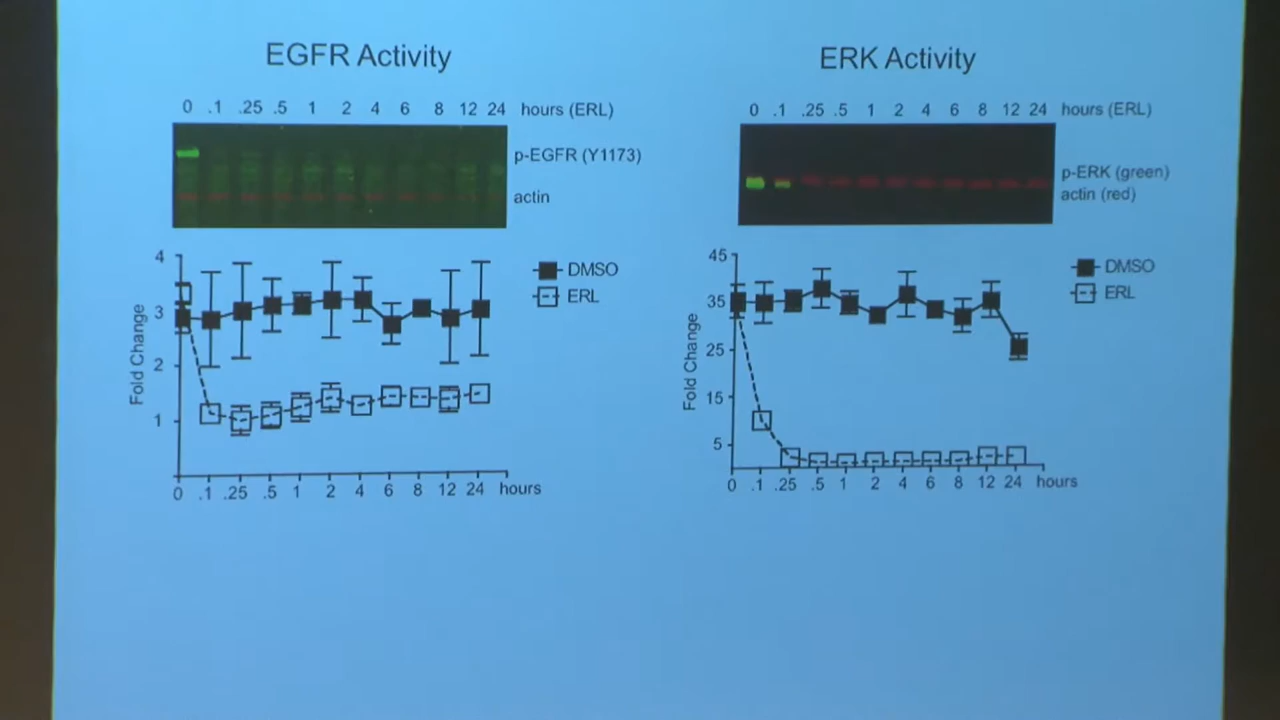 EGFR Activity
0 .1 .25 .5 1 2 4 6 8 12 24 hours (ERL)
p-EGFR (Y1173)
actin
4
3
2
1
Fold Change
DMSO
ERL
0 .1 .25 .5 1 2 4 6 8 12 24 hours
ERK Activity
0 .1 .25 .5 1 2 4 6 8 12 24 hours (ERL)
p-ERK (green)
actin (red)
45
35
25
15
5
Fold Change
DMSO
ERL
0 .1 .25 .5 1 2 4 6 8 12 24 hours